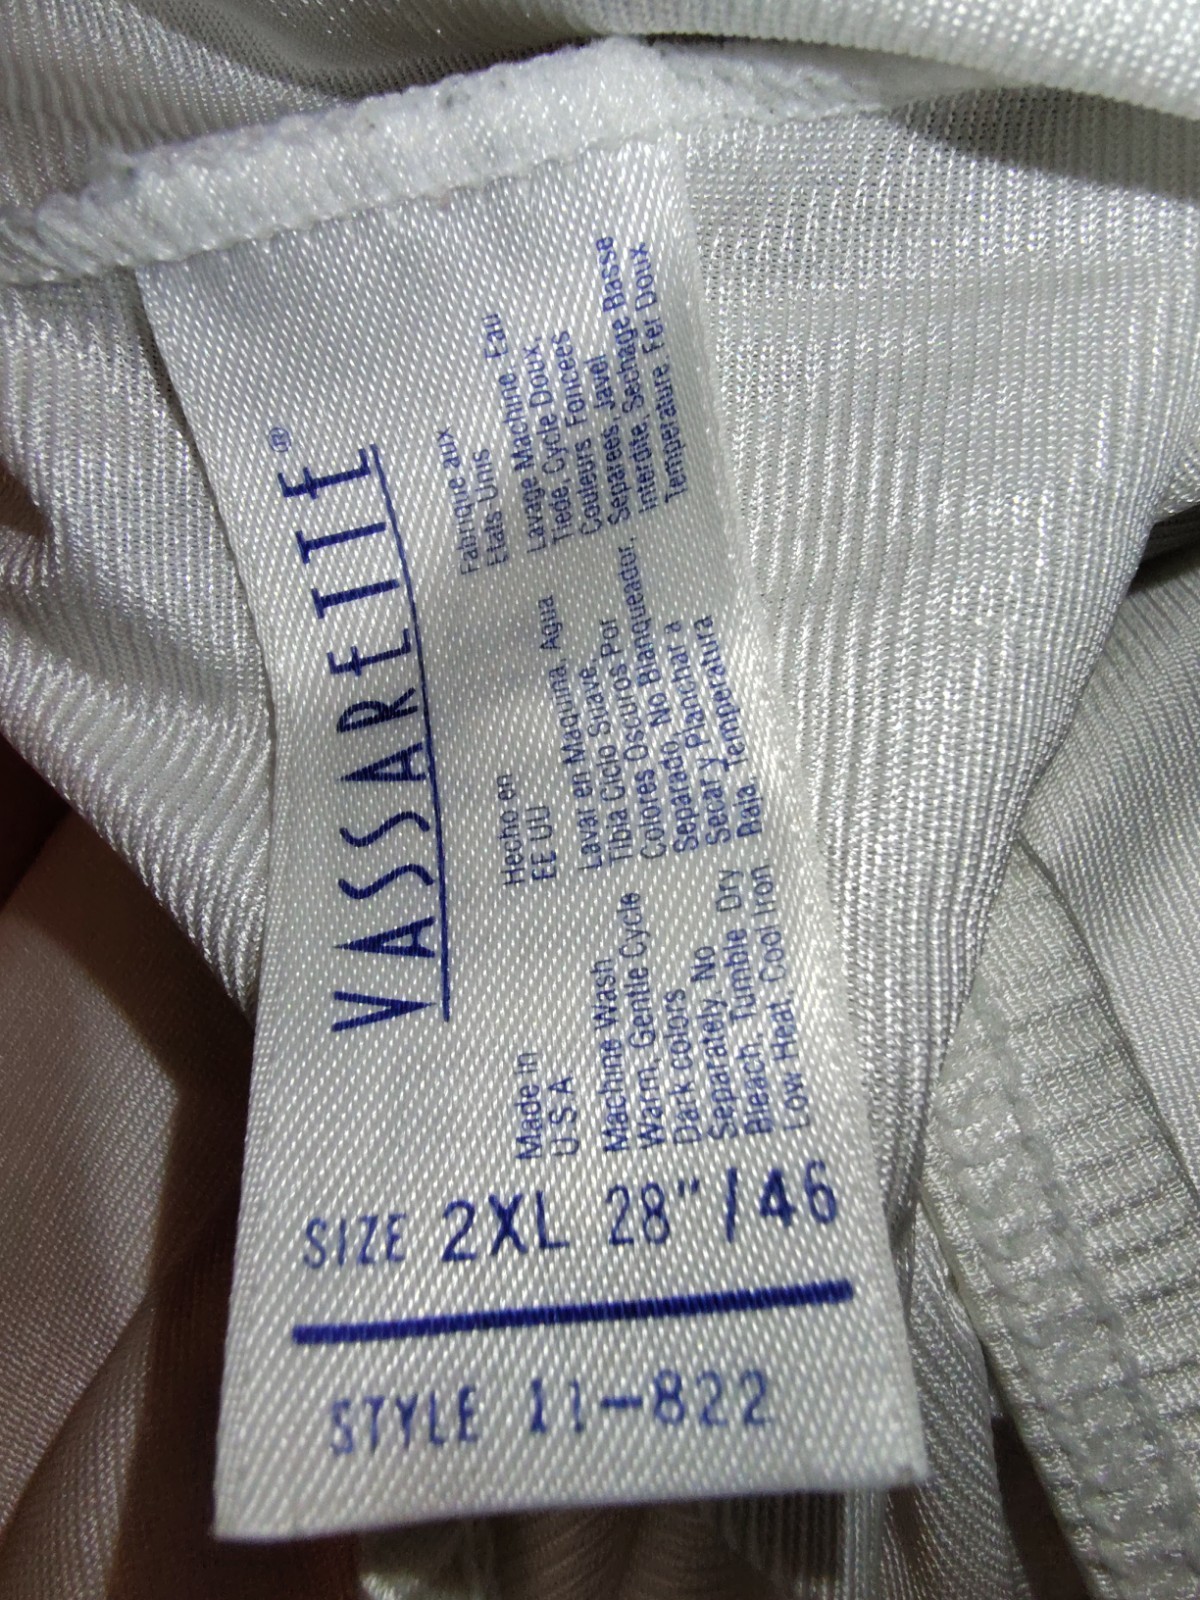 VASSARETTE®
Made in
U S A
Machine Wash
Warm, Gentle Cycle
Dark colors
Separately, No
Bleach, Tumble Dry
Low Heat, Cool Iron
Hecho en
EE UU
Lavar en Maquina, Agua
Tibia Ciclo Suave,
Colores Oscuros Por
Separado, No Blanqueador,
Secar y Planchar a
Baja Temperatura
Fabrique aux
Etats Unis
Lavage Machine, Eau
Tiede, Cycle Doux,
Couleurs Foncees
Separees, Javel
Interdite, Sechage Basse
Temperature Fer Doux
SIZE 2XL 28"/46
STYLE 11-822